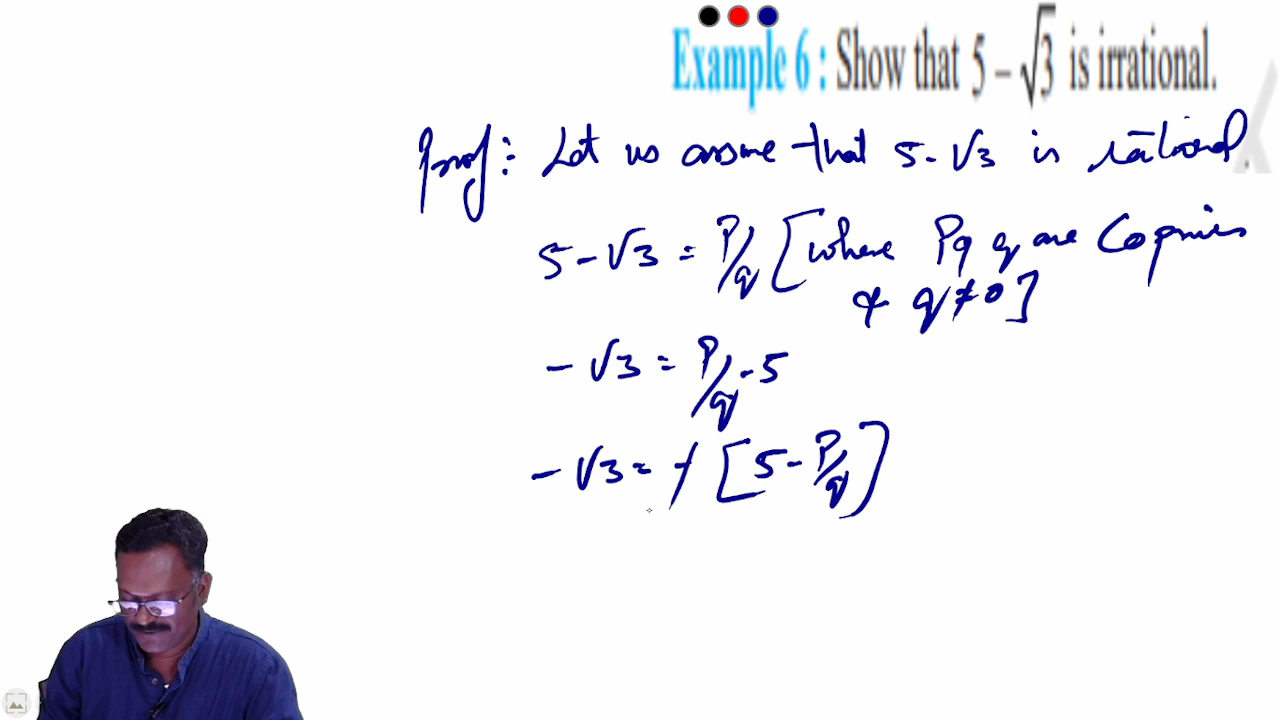 Example 6 : Show that 5 – √3 is irrational.
Proof : Let us assume that 5 - √3 is rational.
5 - √3 = P/q [where P, q are Coprimes
& q ≠ 0]
- √3 = P/q - 5
- √3 = - [5 - P/q]